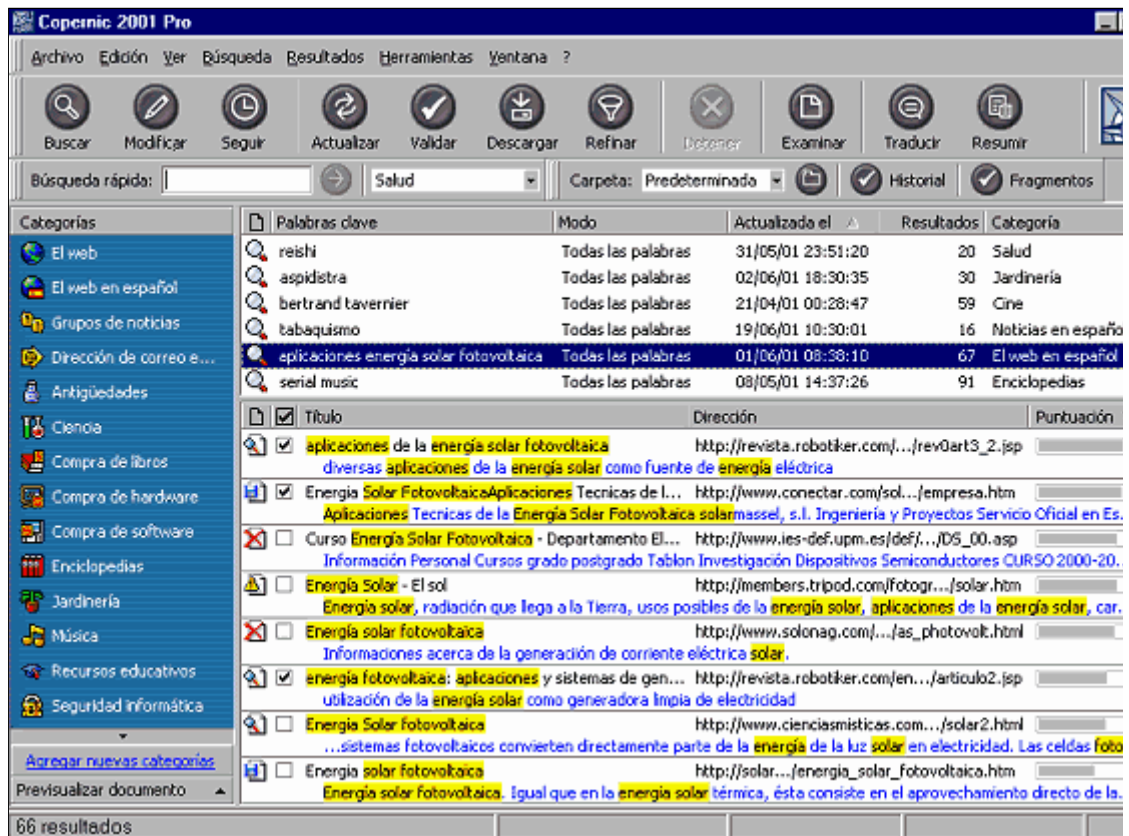 Copernic 2001 Pro
Archivo Edición Ver Búsqueda Resultados Herramientas Ventana ?
Buscar Modificar Seguir Actualizar Validar Descargar Refinar Detener Examinar Traducir Resumir
Búsqueda rápida: Salud Carpeta: Predeterminada Historial Fragmentos
Categorías
El web
El web en español
Grupos de noticias
Dirección de correo e...
Antigüedades
Ciencia
Compra de libros
Compra de hardware
Compra de software
Enciclopedias
Jardinería
Música
Recursos educativos
Seguridad informática
Agregar nuevas categorías
Previsualizar documento
Palabras clave Modo Actualizada el Resultados Categoría
reishi Todas las palabras 31/05/01 23:51:20 20 Salud
aspidistra Todas las palabras 02/06/01 18:30:35 30 Jardinería
bertrand tavernier Todas las palabras 21/04/01 00:28:47 59 Cine
tabaquismo Todas las palabras 19/06/01 10:30:01 16 Noticias en españo
aplicaciones energía solar fotovoltaica Todas las palabras 01/06/01 08:38:10 67 El web en español
serial music Todas las palabras 08/05/01 14:37:26 91 Enciclopedias
Título Dirección Puntuación
aplicaciones de la energía solar fotovoltaica http://revista.robotiker.com/.../rev0art3_2.jsp
diversas aplicaciones de la energía solar como fuente de energía eléctrica
Energia Solar FotovoltaicaAplicaciones Tecnicas de l... http://www.conectar.com/sol.../empresa.htm
Aplicaciones Tecnicas de la Energía Solar Fotovoltaica solarmassel, s.l. Ingeniería y Proyectos Servicio Oficial en Es.
Curso Energía Solar Fotovoltaica - Departamento El... http://www.ies-def.upm.es/def/.../DS_00.asp
Información Personal Cursos grado postgrado Tablon Investigación Dispositivos Semiconductores CURSO 2000-20..
Energía Solar - El sol http://members.tripod.com/fotogr.../solar.htm
Energía solar, radiación que llega a la Tierra, usos posibles de la energía solar, aplicaciones de la energía solar, car.
Energía solar fotovoltaica http://www.solonag.com/.../as_photovolt.html
Informaciones acerca de la generación de corriente eléctrica solar.
energía fotovoltaica: aplicaciones y sistemas de gen... http://revista.robotiker.com/en.../articulo2.jsp
utilización de la energía solar como generadora limpia de electricidad
Energia Solar fotovoltaica http://www.cienciasmisticas.com.../solar2.html
...sistemas fotovoltaicos convierten directamente parte de la energía de la luz solar en electricidad. Las celdas foto
Energia solar fotovoltaica http://solar.../energia_solar_fotovoltaica.htm
Energía solar fotovoltaica. Igual que en la energía solar térmica, ésta consiste en el aprovechamiento directo de la.
66 resultados